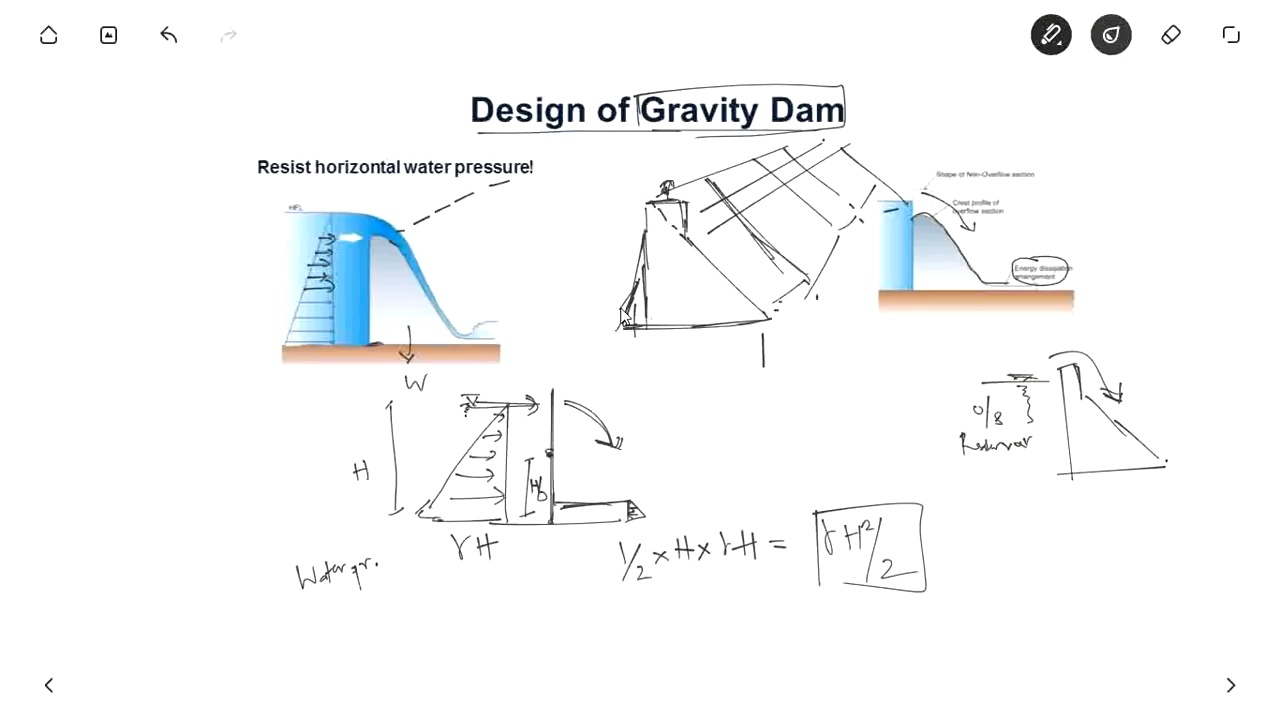 Design of Gravity Dam
Resist horizontal water pressure!
HFL
Shape of Non-Overflow section
Crest profile of
overflow section
Energy dissipation
arrangement
W
H
γH
Water pr.
1/2 × H × γH = γH²/2
Reservoir